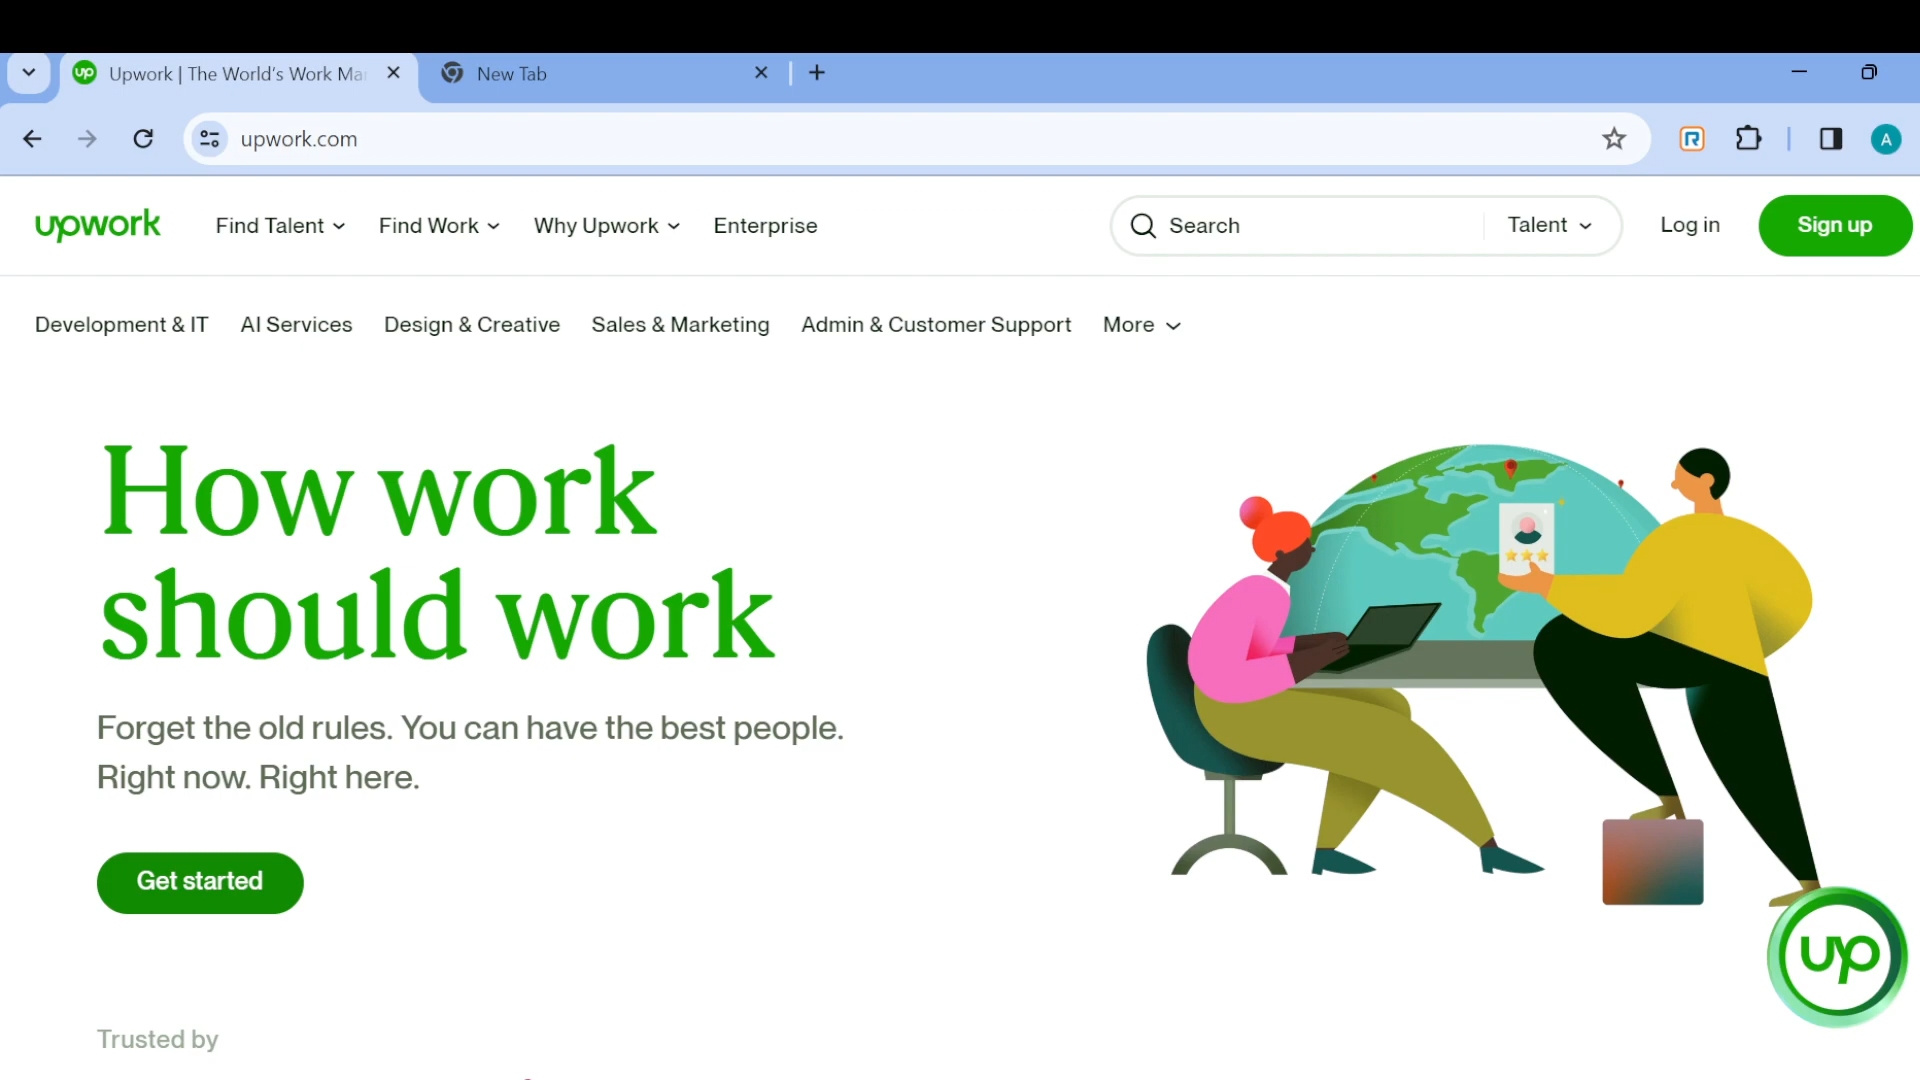 Upwork | The World's Work Ma
New Tab
upwork.com
A
upwork
Find Talent
Find Work
Why Upwork
Enterprise
Search
Talent
Log in
Sign up
Development & IT
AI Services
Design & Creative
Sales & Marketing
Admin & Customer Support
More
How work
should work
Forget the old rules. You can have the best people.
Right now. Right here.
Get started
up
Trusted by